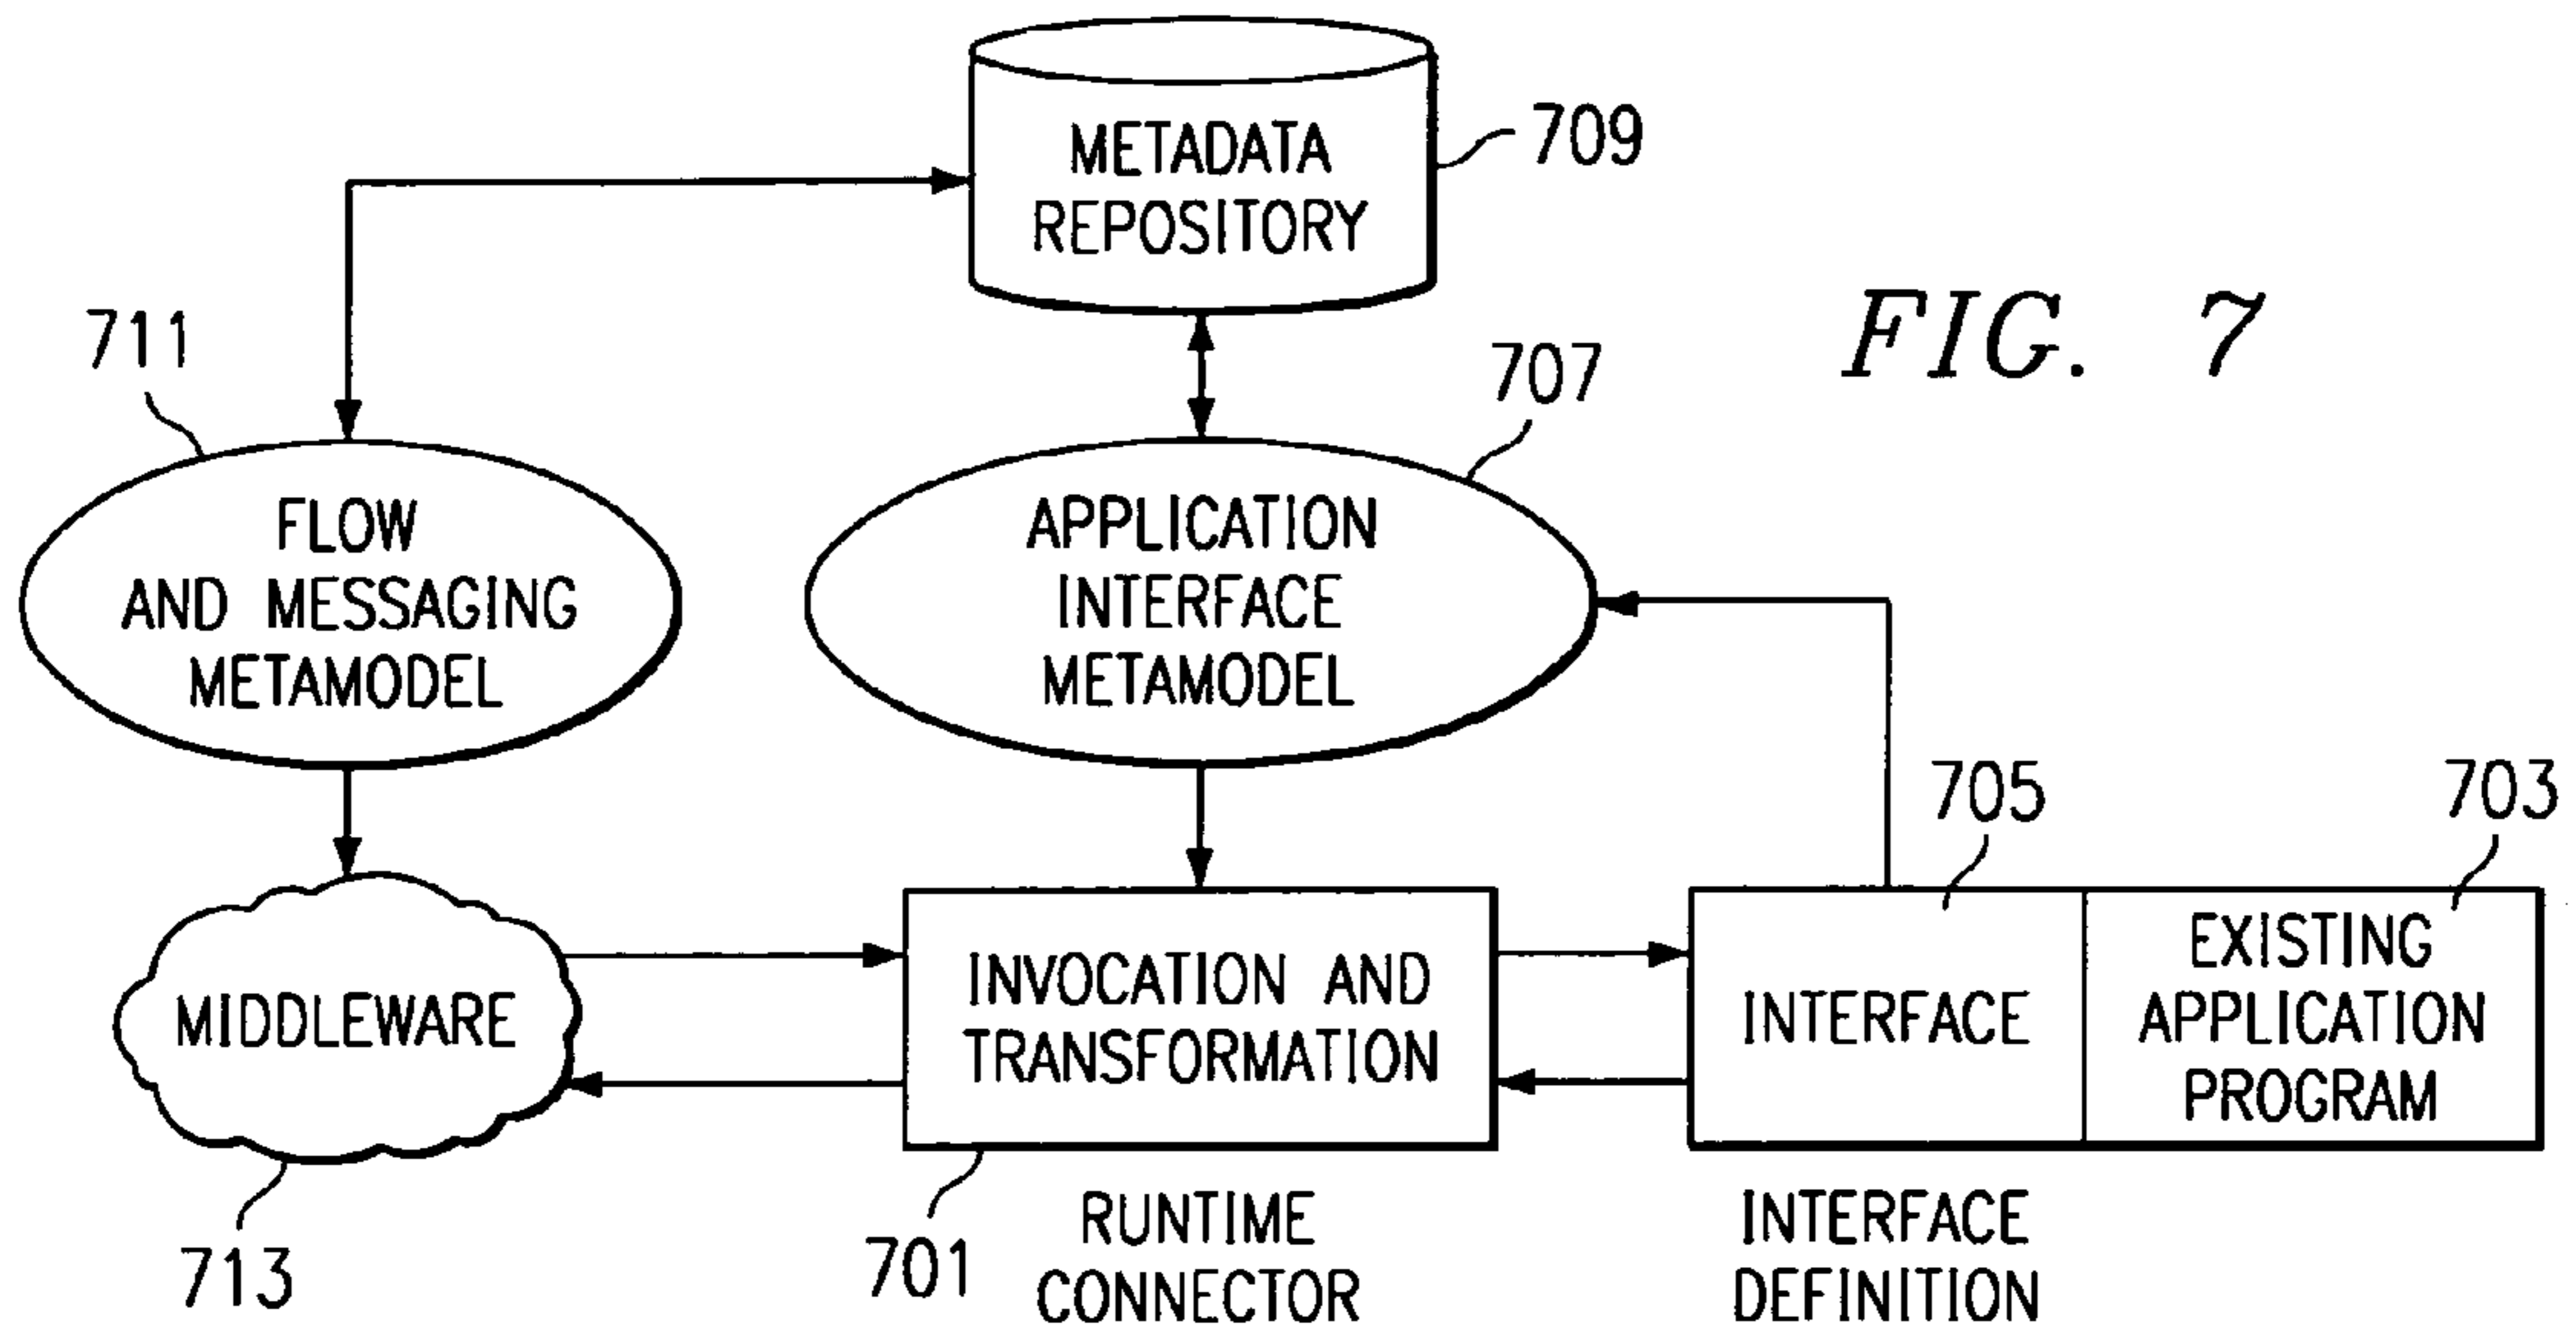 METADATA
REPOSITORY
709
FIG. 7
711
707
FLOW
AND MESSAGING
METAMODEL
APPLICATION
INTERFACE
METAMODEL
705
703
MIDDLEWARE
INVOCATION AND
TRANSFORMATION
INTERFACE
EXISTING
APPLICATION
PROGRAM
713
701
RUNTIME
CONNECTOR
INTERFACE
DEFINITION